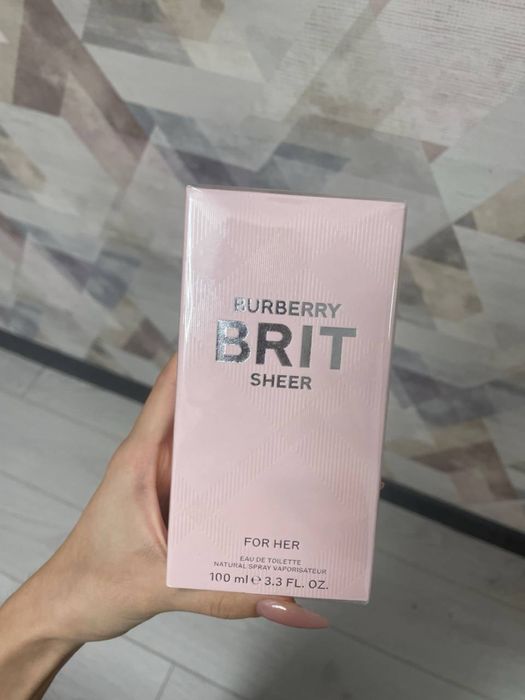 BURBERRY
BRIT
SHEER
FOR HER
EAU DE TOILETTE
NATURAL SPRAY VAPORISATEUR
100 ml ℮ 3.3 FL. OZ.